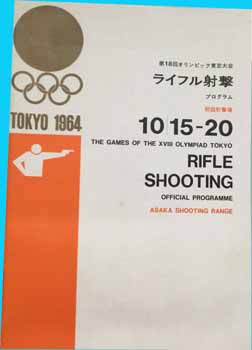 第18回オリンピック東京大会
ライフル射撃
プログラム
朝霞射撃場
TOKYO 1964
10/15-20
THE GAMES OF THE XVIII OLYMPIAD TOKYO
RIFLE
SHOOTING
OFFICIAL PROGRAMME
ASAKA SHOOTING RANGE